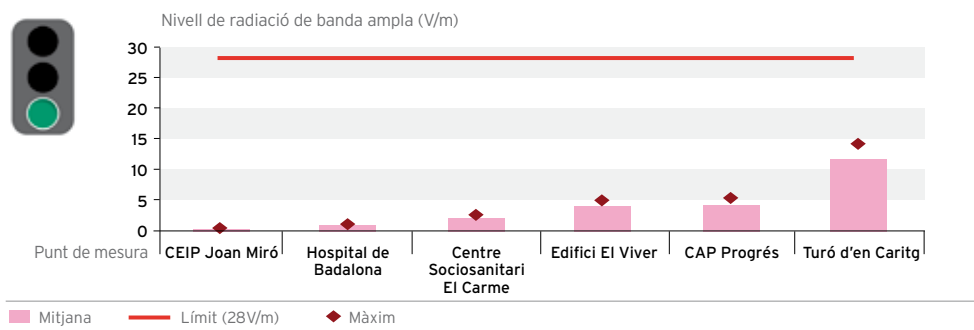 Nivell de radiació de banda ampla (V/m)
30
25
20
15
10
5
0
Punt de mesura
CEIP Joan Miró
Hospital de
Badalona
Centre
Sociosanitari
El Carme
Edifici El Viver
CAP Progrés
Turó d'en Caritg
Mitjana
Límit (28V/m)
Màxim